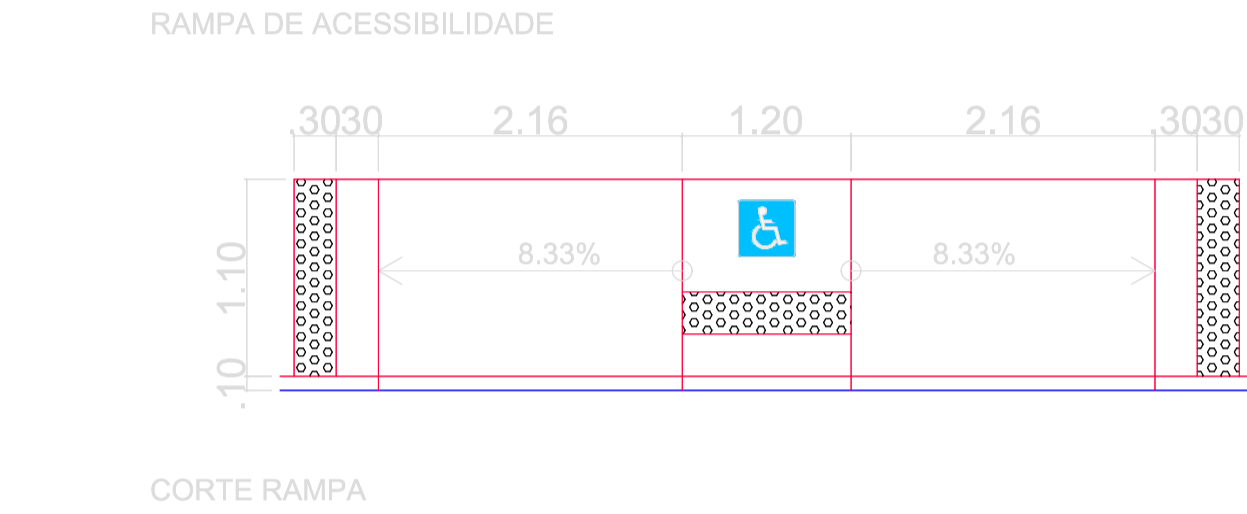 RAMPA DE ACESSIBILIDADE
.3030 2.16 1.20 2.16 .3030
8.33% 8.33%
1.10
.10
CORTE RAMPA